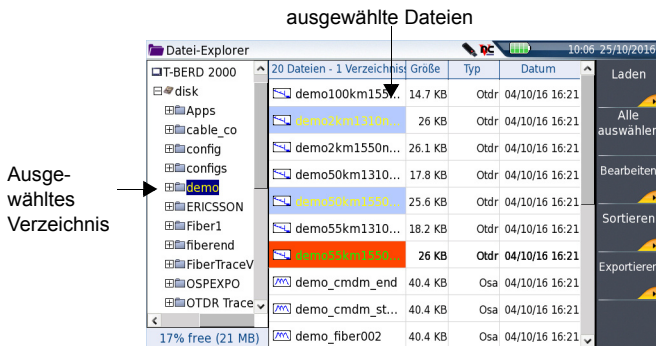 ausgewählte Dateien
Datei-Explorer
10:06 25/10/2016
T-BERD 2000
disk
Apps
cable_co
config
configs
demo
ERICSSON
Fiber1
fiberend
FiberTraceV
OSPEXPO
OTDR Trace
17% free (21 MB)
Ausge-
wähltes
Verzeichnis
20 Dateien - 1 Verzeichnis Größe Typ Datum
demo100km155... 14.7 KB Otdr 04/10/16 16:21
demo2km1310n... 26 KB Otdr 04/10/16 16:21
demo2km1550n... 26.1 KB Otdr 04/10/16 16:21
demo50km1310... 17.8 KB Otdr 04/10/16 16:21
demo50km1550... 25.6 KB Otdr 04/10/16 16:21
demo55km1310... 18.2 KB Otdr 04/10/16 16:21
demo55km1550... 26 KB Otdr 04/10/16 16:21
demo_cmdm_end 40.4 KB Osa 04/10/16 16:21
demo_cmdm_st... 40.4 KB Osa 04/10/16 16:21
demo_fiber002 40.4 KB Osa 04/10/16 16:21
Laden
Alle
auswählen
Bearbeiten
Sortieren
Exportieren